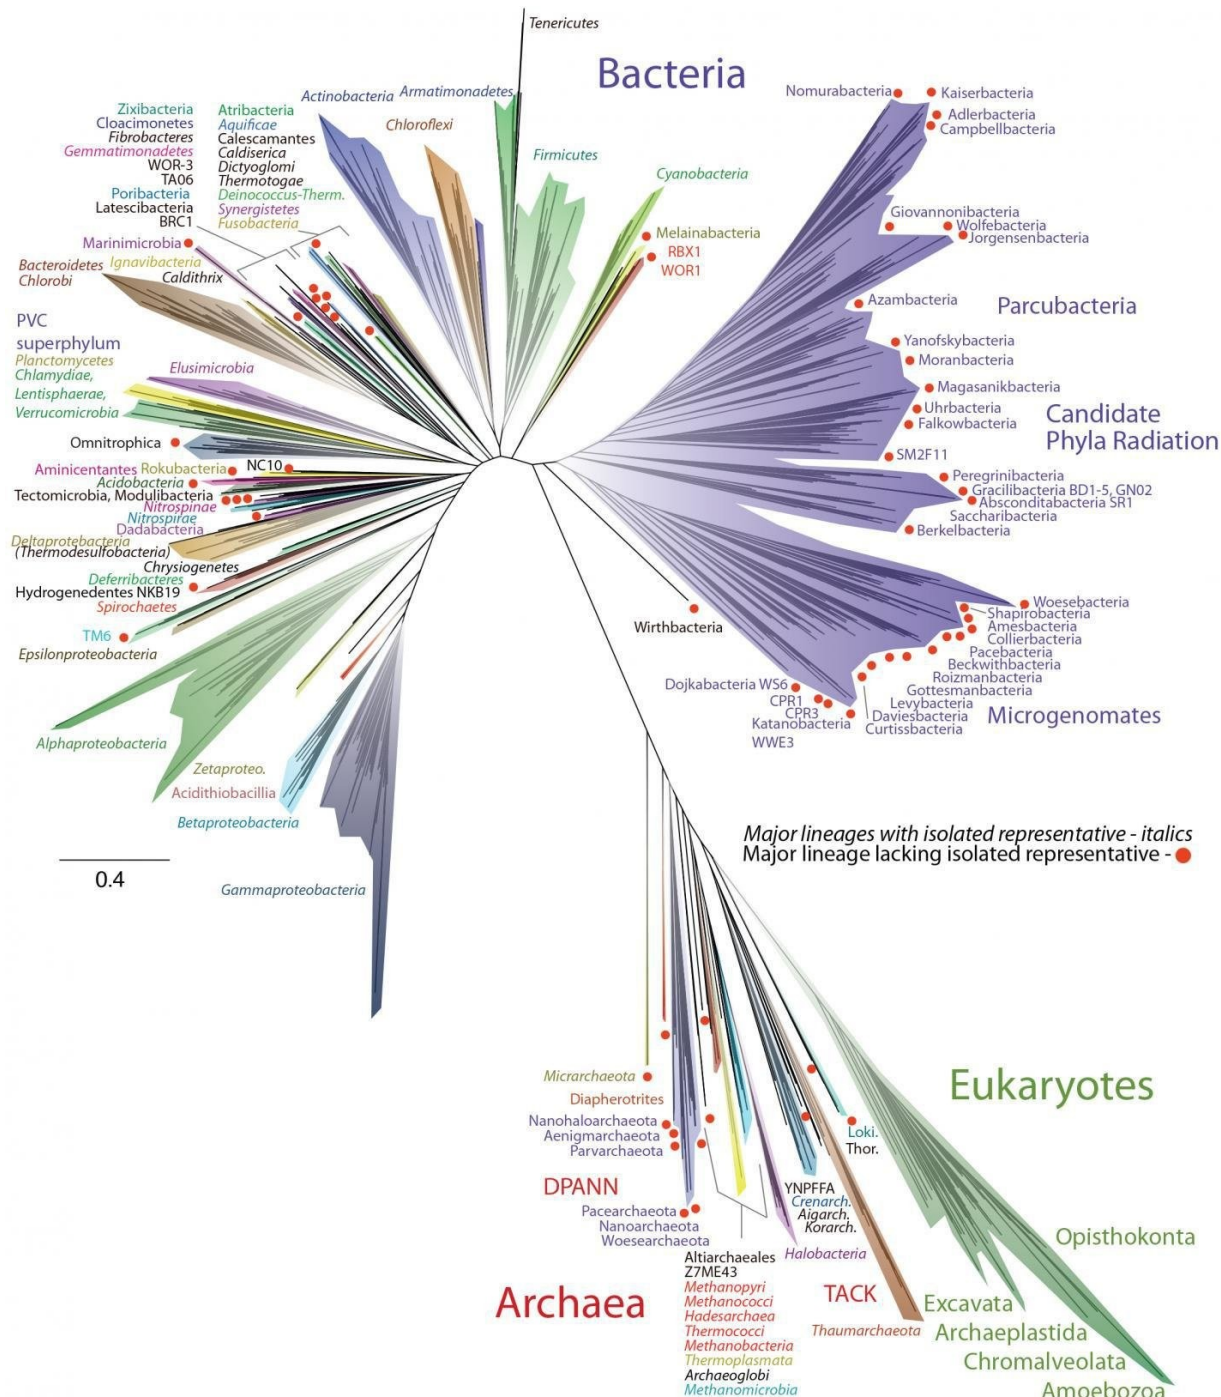 Tenericutes
Bacteria
Actinobacteria
Armatimonadetes
Nomurabacteria
Kaiserbacteria
Adlerbacteria
Campbellbacteria
Zixibacteria
Cloacimonetes
Fibrobacteres
Gemmatimonadetes
WOR-3
TA06
Poribacteria
Latescibacteria
BRC1
Atribacteria
Aquificae
Calescamantes
Caldiserica
Dictyoglomi
Thermotogae
Deinococcus-Therm.
Synergistetes
Fusobacteria
Chloroflexi
Firmicutes
Cyanobacteria
Melainabacteria
RBX1
WOR1
Giovannonibacteria
Wolfebacteria
Jorgensenbacteria
Marinimicrobia
Ignavibacteria
Bacteroidetes
Chlorobi
Caldithrix
Azambacteria
Parcubacteria
PVC
superphylum
Planctomycetes
Chlamydiae,
Lentisphaerae,
Verrucomicrobia
Elusimicrobia
Yanofskybacteria
Moranbacteria
Magasanikbacteria
Uhrbacteria
Falkowbacteria
Candidate
Phyla Radiation
SM2F11
Omnitrophica
Aminicentantes
Rokubacteria
NC10
Acidobacteria
Tectomicrobia, Modulibacteria
Nitrospinae
Nitrospirae
Dadabacteria
Deltaprotebacteria
(Thermodesulfobacteria)
Chrysiogenetes
Deferribacteres
Hydrogenedentes NKB19
Spirochaetes
TM6
Epsilonproteobacteria
Peregrinibacteria
Gracilibacteria BD1-5, GN02
Absconditabacteria SR1
Saccharibacteria
Berkelbacteria
Woesebacteria
Shapirobacteria
Amesbacteria
Collierbacteria
Pacebacteria
Beckwithbacteria
Roizmanbacteria
Gottesmanbacteria
Levybacteria
Daviesbacteria
Curtissbacteria
Microgenomates
Wirthbacteria
Dojkabacteria WS6
CPR1
CPR3
Katanobacteria
WWE3
Alphaproteobacteria
Zetaproteo.
Acidithiobacillia
Betaproteobacteria
Major lineages with isolated representative - italics
Major lineage lacking isolated representative -
0.4
Gammaproteobacteria
Micrarchaeota
Diapherotrites
Nanohaloarchaeota
Aenigmarchaeota
Parvarchaeota
DPANN
Pacearchaeota
Nanoarchaeota
Woesearchaeota
Eukaryotes
Loki.
Thor.
YNPFFA
Crenarch.
Aigarch.
Korarch.
Halobacteria
Altiarchaeales
Z7ME43
Methanopyri
Methanococci
Hadesarchaea
Thermococci
Methanobacteria
Thermoplasmata
Archaeoglobi
Methanomicrobia
Archaea
TACK
Thaumarchaeota
Opisthokonta
Excavata
Archaeplastida
Chromalveolata
Amoebozoa